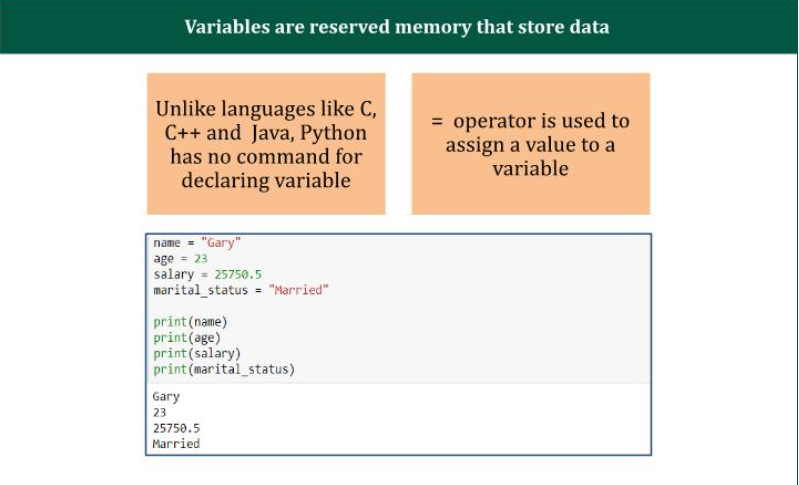 Variables are reserved memory that store data
Unlike languages like C,
C++ and Java, Python
has no command for
declaring variable
= operator is used to
assign a value to a
variable
name = "Gary"
age = 23
salary = 25750.5
marital_status = "Married"
print(name)
print(age)
print(salary)
print(marital_status)
Gary
23
25750.5
Married